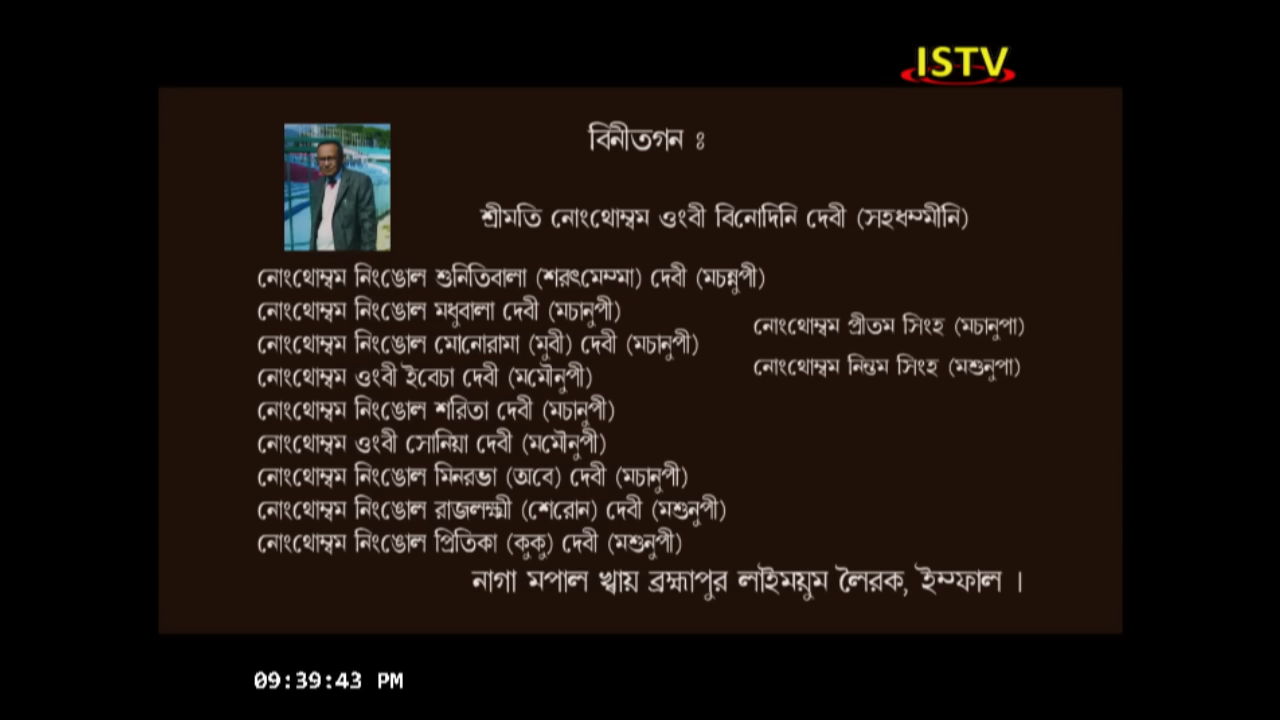 ISTV
বিনীতগন ঃ
শ্রীমতি নোংথোম্বম ওংবী বিনোদিনি দেবী (সহধর্ম্মীনি)
নোংথোম্বম নিংঙোল শুনিতিবালা (শরৎমেম্মা) দেবী (মচন্নুপী)
নোংথোম্বম নিংঙোল মধুবালা দেবী (মচানুপী)
নোংথোম্বম নিংঙোল মোনোরামা (মুবী) দেবী (মচানুপী)
নোংথোম্বম ওংবী ইবেচা দেবী (মমৌনুপী)
নোংথোম্বম নিংঙোল শরিতা দেবী (মচানুপী)
নোংথোম্বম ওংবী সোনিয়া দেবী (মমৌনুপী)
নোংথোম্বম নিংঙোল মিনরভা (অবে) দেবী (মচানুপী)
নোংথোম্বম নিংঙোল রাজলক্ষ্মী (শেরোন) দেবী (মশুনুপী)
নোংথোম্বম নিংঙোল প্রিতিকা (কুকু) দেবী (মশুনুপী)
নোংথোম্বম প্রীতম সিংহ (মচানুপা)
নোংথোম্বম নিন্তম সিংহ (মশুনুপা)
নাগা মপাল খ্বায় ব্রহ্মাপুর লাইময়ুম লৈরক, ইম্ফাল ।
09:39:43 PM